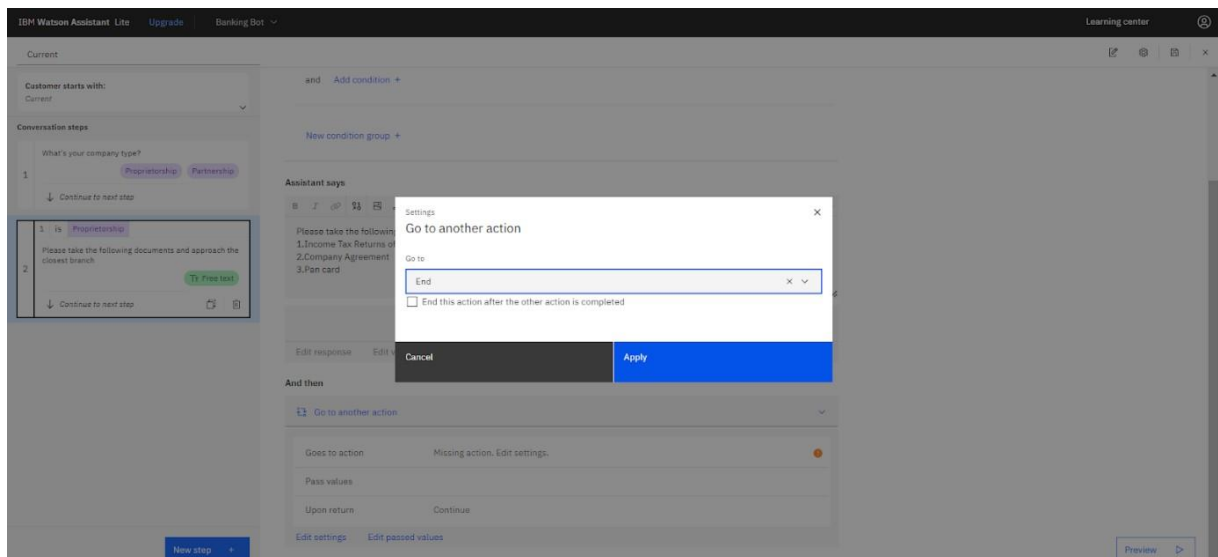 IBM Watson Assistant Lite Upgrade Banking Bot Learning center
Current
Customer starts with:
Current
Conversation steps
What's your company type?
1
Proprietorship Partnership
Continue to next step
1 is Proprietorship
Please take the following documents and approach the
closest branch
2
Free text
Continue to next step
New step +
and Add condition +
New condition group +
Assistant says
B I
Please take the following
1.Income Tax Returns of
2.Company Agreement
3.Pan card
Edit response Edit
And then
Go to another action
Goes to action Missing action. Edit settings.
Pass values
Upon return Continue
Edit settings Edit passed values
Settings
Go to another action
Go to
End
End this action after the other action is completed
Cancel Apply
Preview